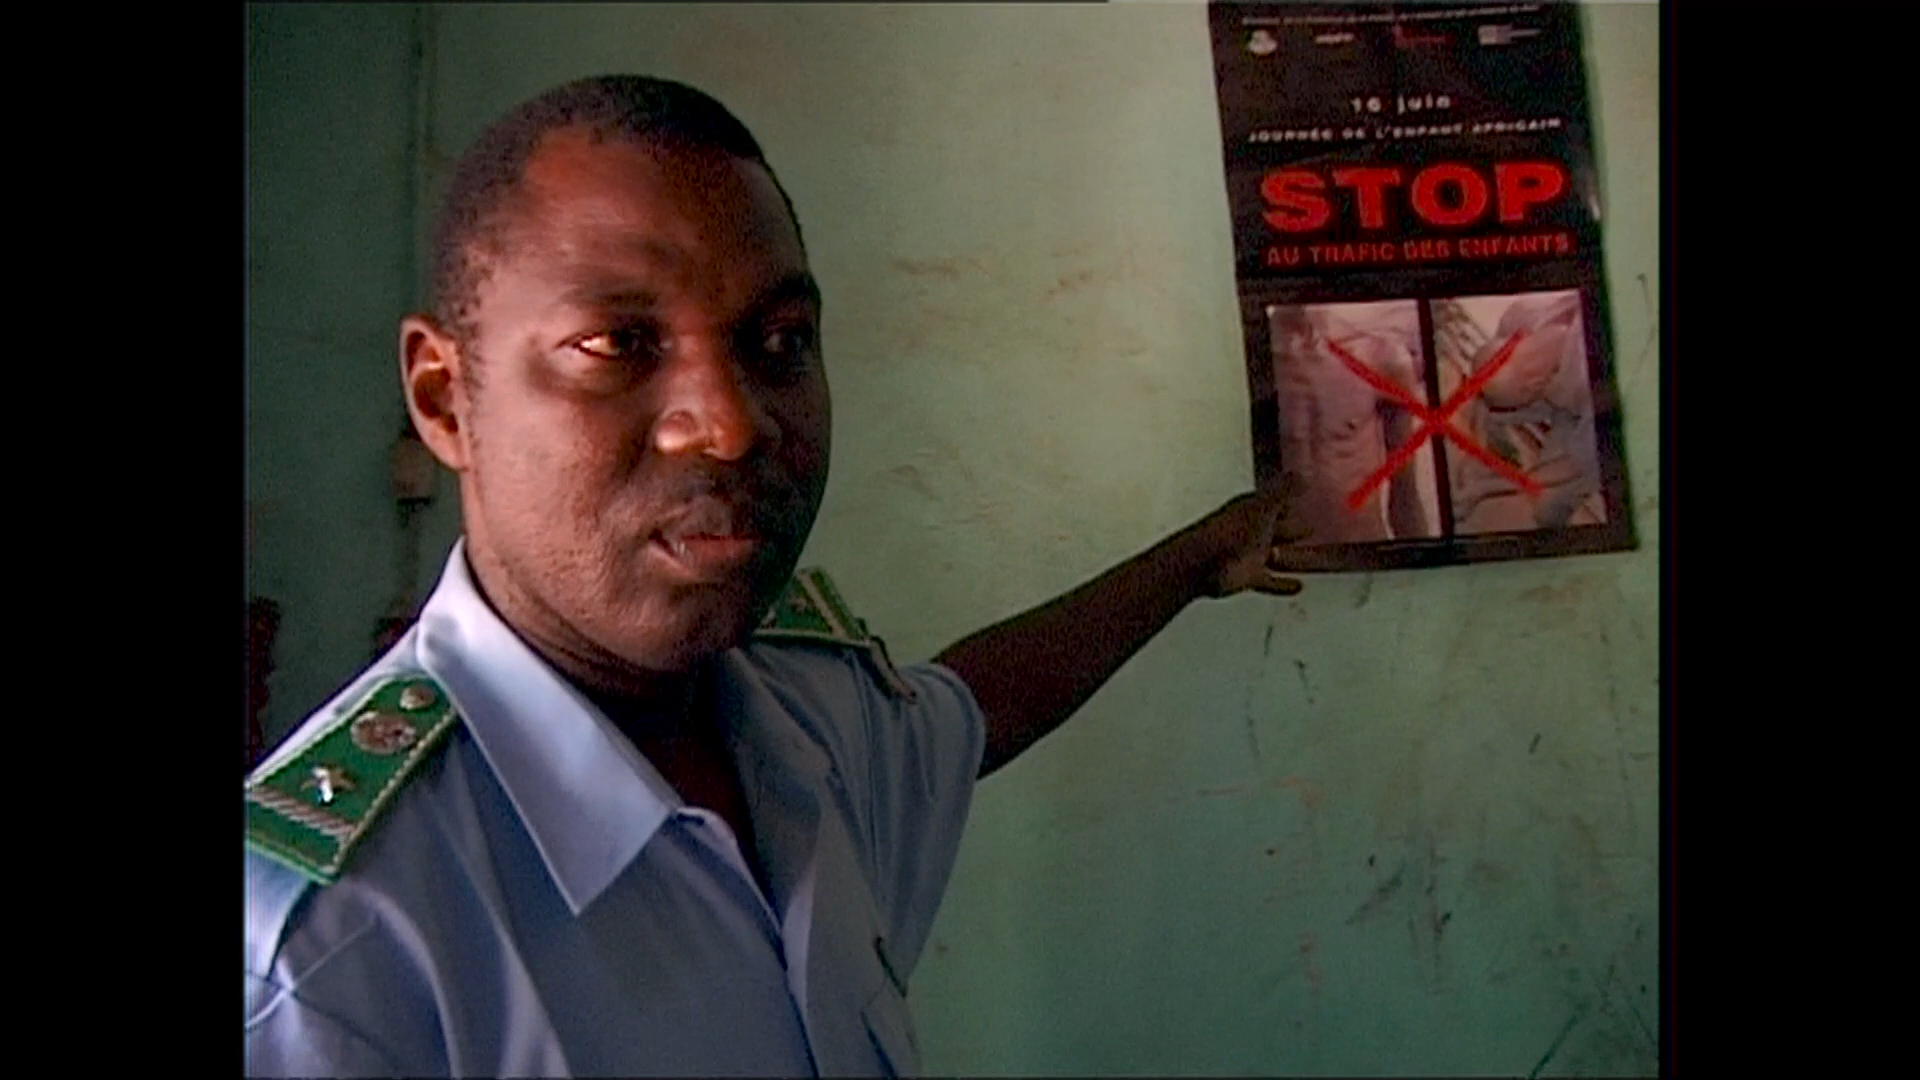 16 juin
JOURNÉE DE L'ENFANT AFRICAIN
STOP
AU TRAFIC DES ENFANTS